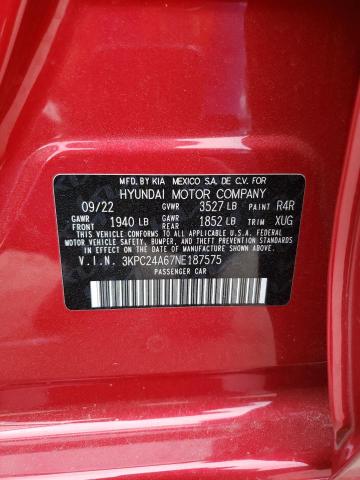 MFD. BY KIA MEXICO S.A. DE C.V. FOR
HYUNDAI MOTOR COMPANY
09/22 GVWR 3527 LB PAINT R4R
GAWR FRONT 1940 LB GAWR REAR 1852 LB TRIM XUG
THIS VEHICLE CONFORMS TO ALL APPLICABLE U.S.A. FEDERAL
MOTOR VEHICLE SAFETY, BUMPER, AND THEFT PREVENTION STANDARDS
IN EFFECT ON THE DATE OF MANUFACTURE SHOWN ABOVE.
V.I.N. 3KPC24A67NE187575
PASSENGER CAR